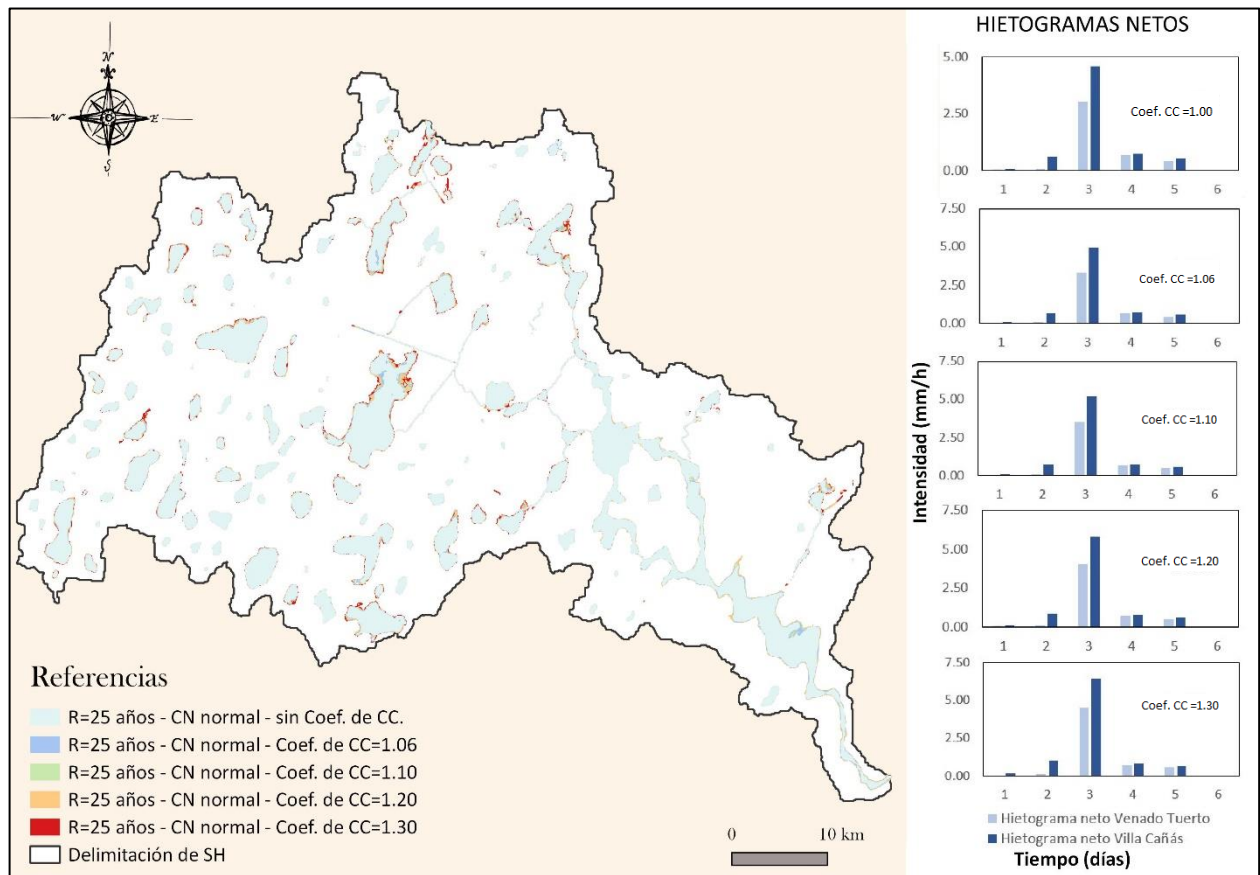 N
W
E
S
Referencias
R=25 años - CN normal - sin Coef. de CC.
R=25 años - CN normal - Coef. de CC=1.06
R=25 años - CN normal - Coef. de CC=1.10
R=25 años - CN normal - Coef. de CC=1.20
R=25 años - CN normal - Coef. de CC=1.30
Delimitación de SH
0 10 km
HIETOGRAMAS NETOS
Intensidad (mm/h)
5.00
2.50
0.00
Coef. CC =1.00
1 2 3 4 5 6
7.50
5.00
2.50
0.00
Coef. CC =1.06
1 2 3 4 5 6
7.50
5.00
2.50
0.00
Coef. CC =1.10
1 2 3 4 5 6
7.50
5.00
2.50
0.00
Coef. CC =1.20
1 2 3 4 5 6
7.50
5.00
2.50
0.00
Coef. CC =1.30
1 2 3 4 5 6
Hietograma neto Venado Tuerto
Hietograma neto Villa Cañás
Tiempo (días)